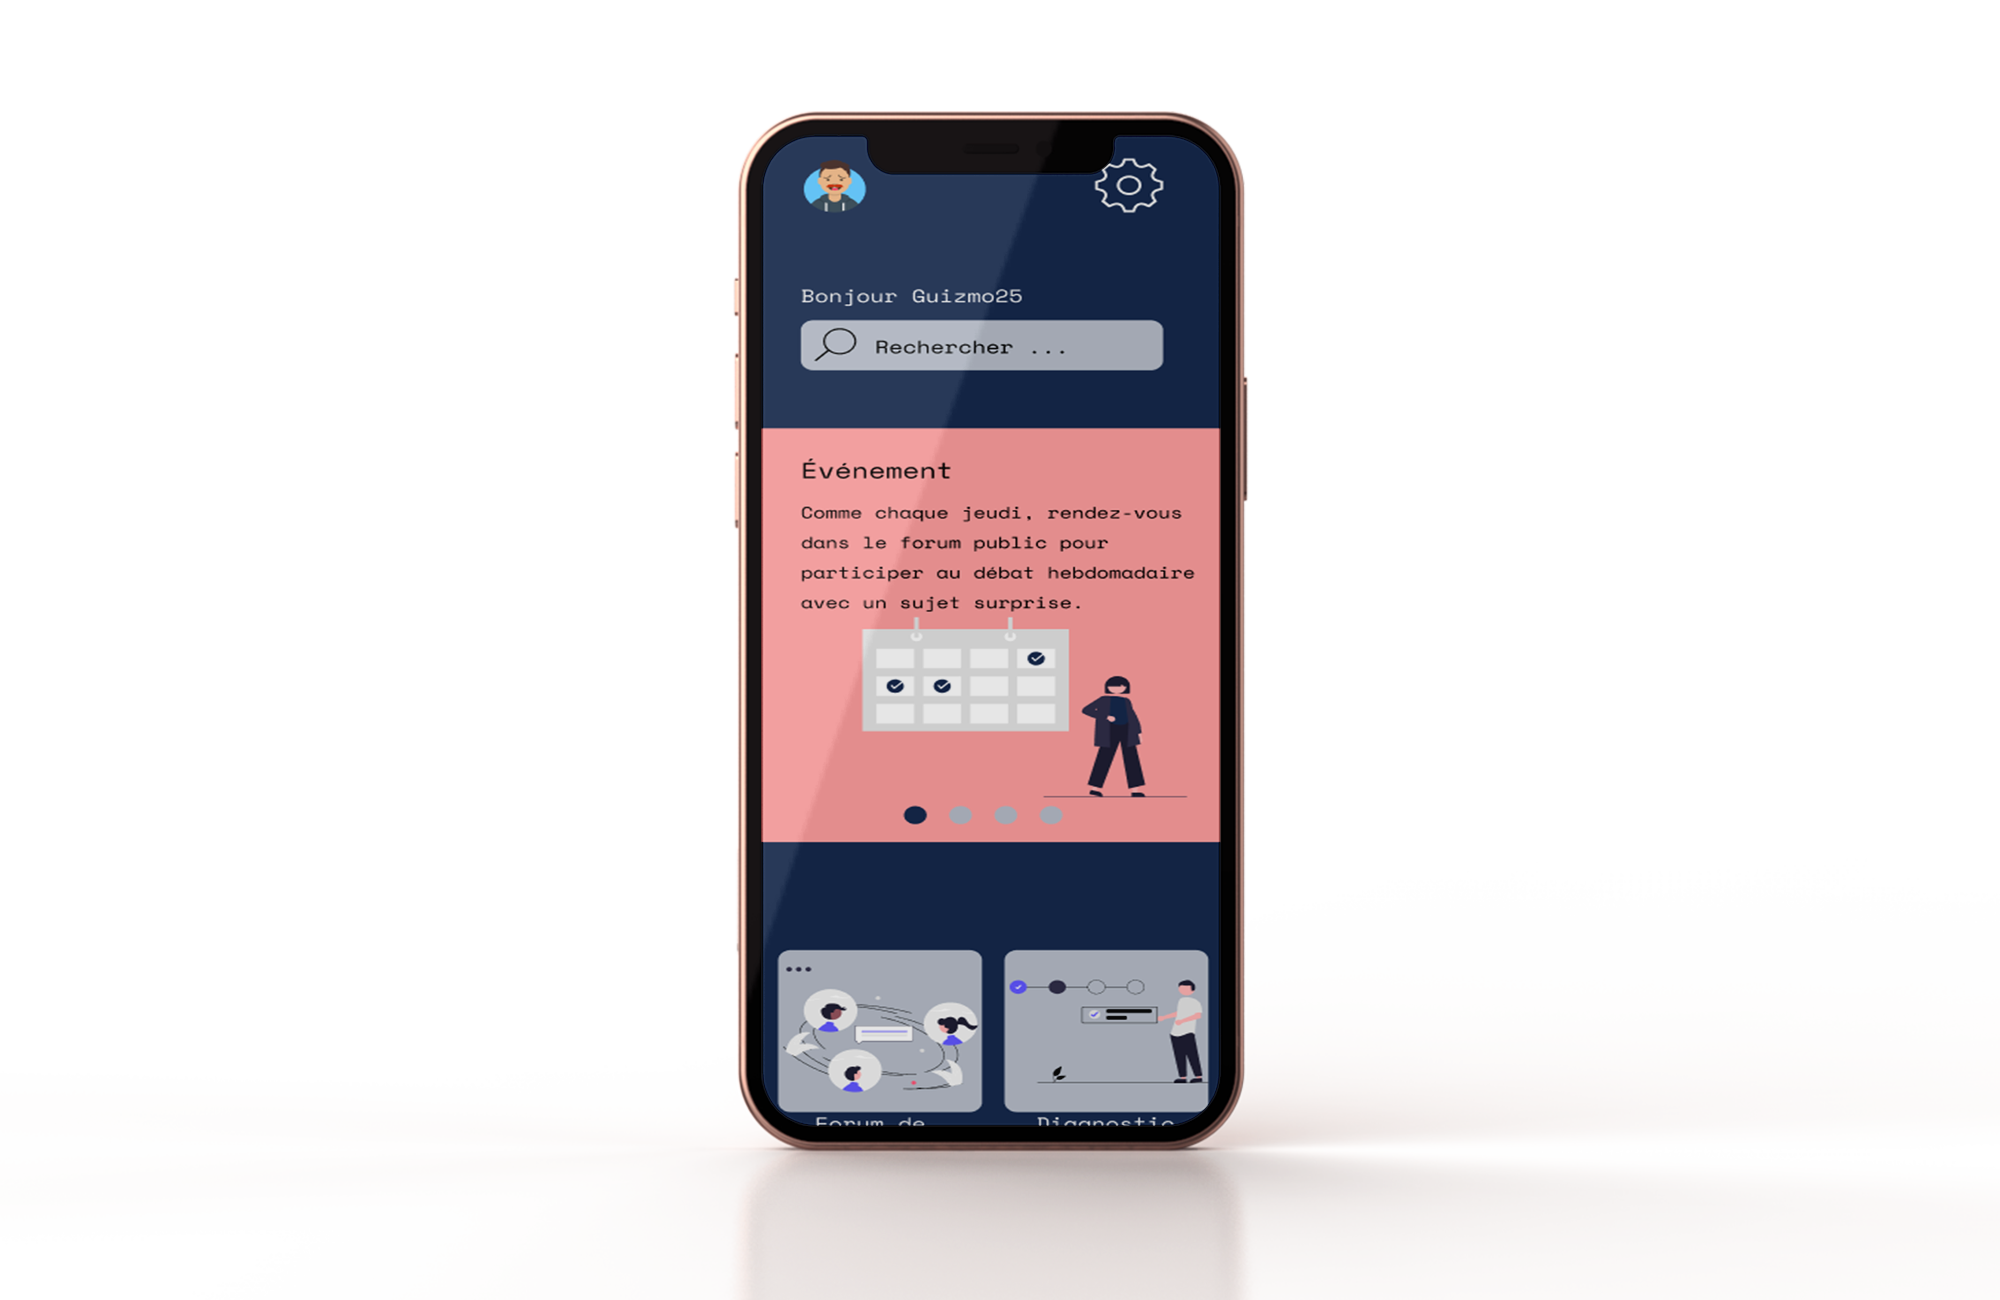 Bonjour Guizmo25
Rechercher ...
Événement
Comme chaque jeudi, rendez-vous
dans le forum public pour
participer au débat hebdomadaire
avec un sujet surprise.
Forum de
Diagnostic